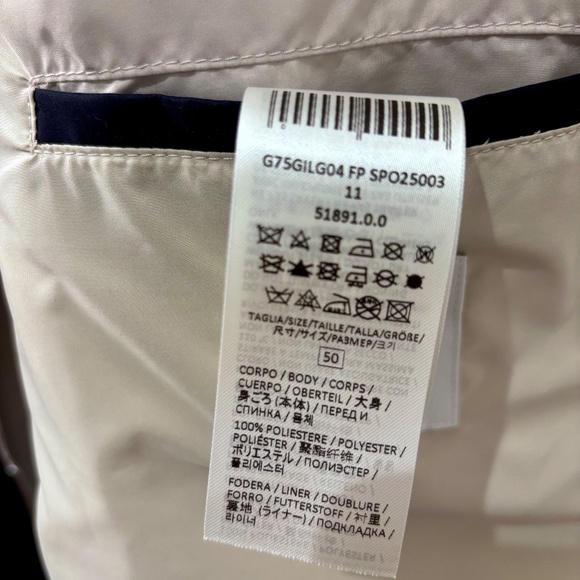 G75GILG04 FP SPO25003
11
51891.0.0
TAGLIA/SIZE/TAILLE/TALLA/GRÖßE/
尺寸/サイズ/РАЗМЕР/크기
50
CORPO / BODY / CORPS /
CUERPO / OBERTEIL / 大身 /
身ごろ (本体) / ПЕРЕД И
СПИНКА / 몸체
100% POLIESTERE / POLYESTER /
POLIÉSTER / 聚酯纤维 /
ポリエステル / ПОЛИЭСТЕР /
폴리에스터
FODERA / LINER / DOUBLURE /
FORRO / FUTTERSTOFF / 衬里 /
裏地 (ライナー) / ПОДКЛАДКА /
라이너